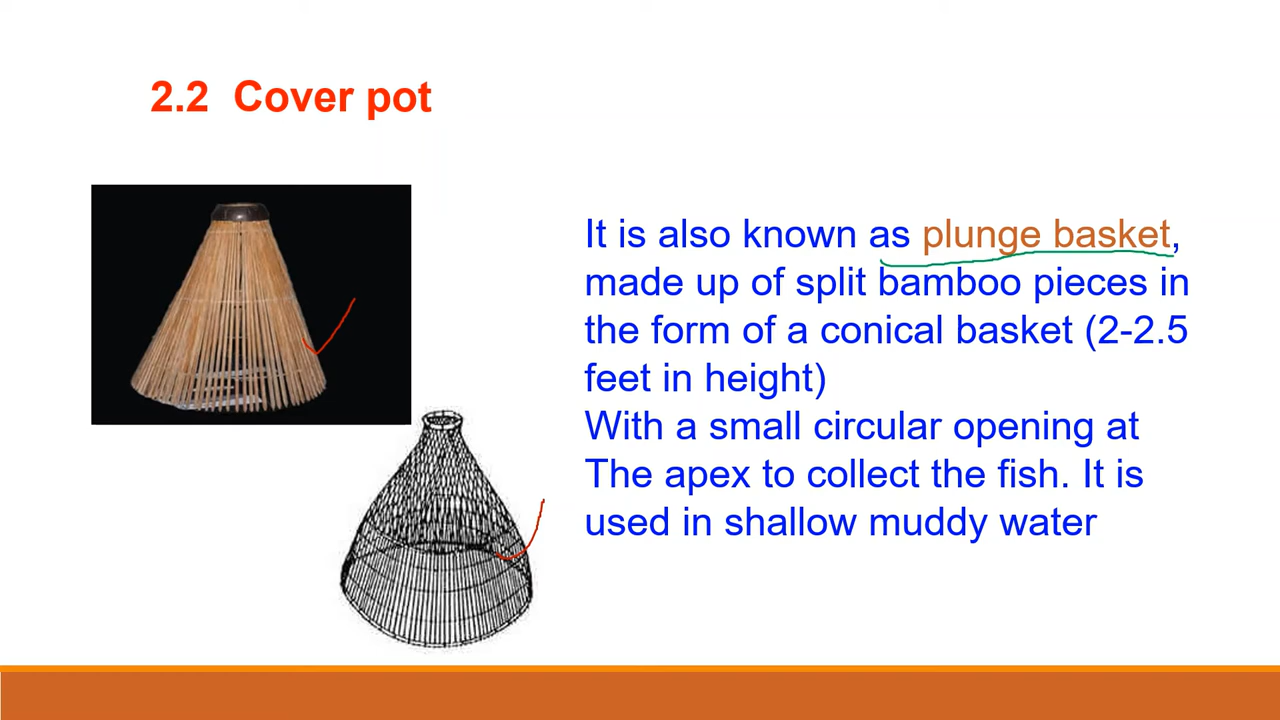 2.2 Cover pot
It is also known as plunge basket,
made up of split bamboo pieces in
the form of a conical basket (2-2.5
feet in height)
With a small circular opening at
The apex to collect the fish. It is
used in shallow muddy water